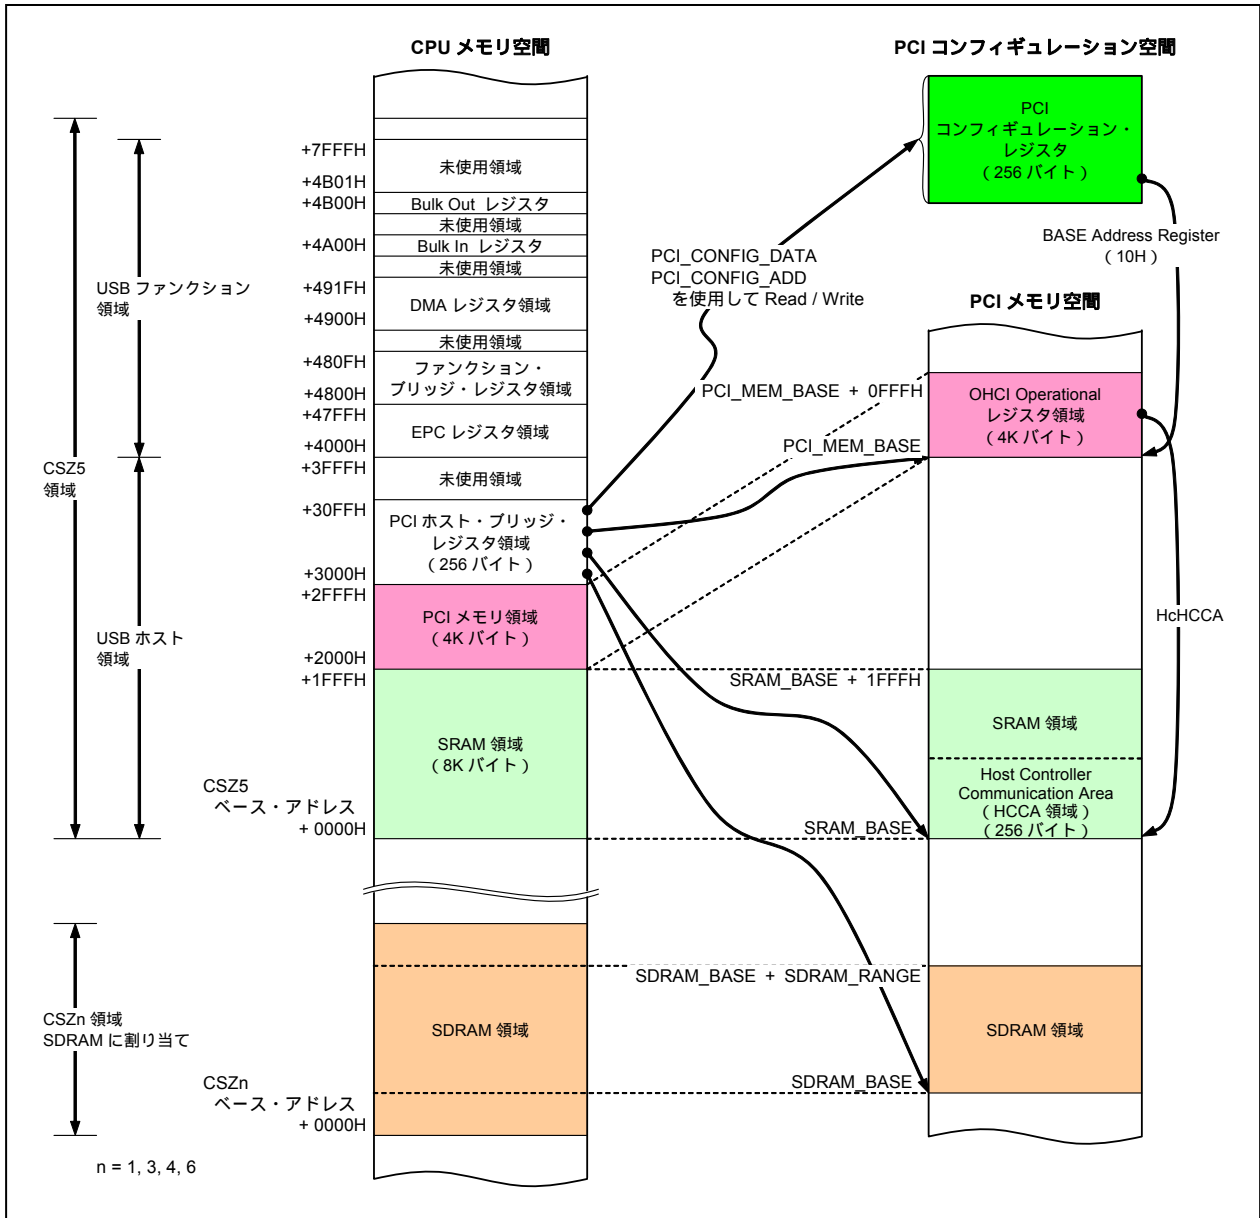 CPU メモリ空間
PCI コンフィギュレーション空間
PCI
コンフィギュレーション・
レジスタ
( 256 バイト )
BASE Address Register
( 10H )
PCI_CONFIG_DATA
PCI_CONFIG_ADD
を使用して Read / Write
PCI メモリ空間
CSZ5
領域
USB ファンクション
領域
+7FFFH
未使用領域
+4B01H
+4B00H
Bulk Out レジスタ
未使用領域
+4A00H
Bulk In レジスタ
未使用領域
+491FH
DMA レジスタ領域
+4900H
未使用領域
+480FH
ファンクション・
ブリッジ・レジスタ領域
+4800H
+47FFH
EPC レジスタ領域
+4000H
+3FFFH
未使用領域
+30FFH
PCI ホスト・ブリッジ・
レジスタ領域
( 256 バイト )
+3000H
+2FFFH
PCI メモリ領域
( 4K バイト )
+2000H
+1FFFH
SRAM 領域
( 8K バイト )
USB ホスト
領域
CSZ5
ベース・アドレス
+ 0000H
PCI_MEM_BASE + 0FFFH
OHCI Operational
レジスタ領域
( 4K バイト )
PCI_MEM_BASE
HcHCCA
SRAM_BASE + 1FFFH
SRAM 領域
Host Controller
Communication Area
( HCCA 領域 )
( 256 バイト )
SRAM_BASE
CSZn 領域
SDRAM に割り当て
SDRAM 領域
CSZn
ベース・アドレス
+ 0000H
SDRAM_BASE + SDRAM_RANGE
SDRAM 領域
SDRAM_BASE
n = 1, 3, 4, 6